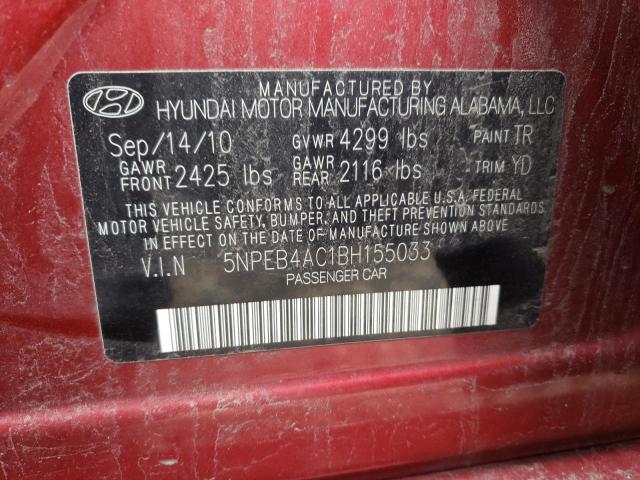 MANUFACTURED BY
HYUNDAI MOTOR MANUFACTURING ALABAMA, LLC
Sep/14/10 GVWR 4299 lbs PAINT TR
GAWR FRONT 2425 lbs GAWR REAR 2116 lbs TRIM YD
THIS VEHICLE CONFORMS TO ALL APPLICABLE U.S.A. FEDERAL
MOTOR VEHICLE SAFETY, BUMPER, AND THEFT PREVENTION STANDARDS
IN EFFECT ON THE DATE OF MANUFACTURE SHOWN ABOVE.
V.I.N 5NPEB4AC1BH155033
PASSENGER CAR